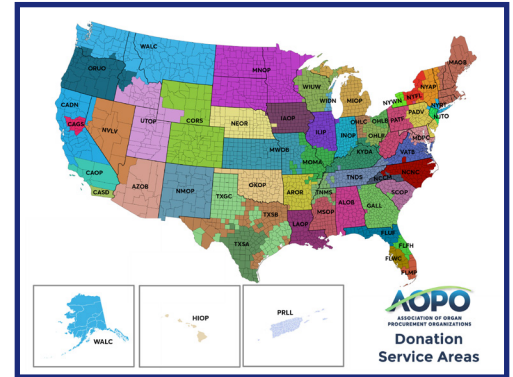 WALC
ORUO
MNOP
MAOB
WIUW
NYAP
NYWN
NYFL
WIDN
MIOP
NYRT
CADN
IAOP
PADV
NJTO
UTOP
CORS
NEOR
OHLC
OHLB
PATF
CAGS
NVLV
ILIP
INOP
OHLB
MDPC
MWOB
MOMA
KYDA
VATB
CAOP
TNDS
NCCM
NCNC
CASD
AZOB
NMOP
OKOP
AROR
TNMS
SCOP
TXGC
MSOP
ALOB
GALL
TXSB
LAOP
TXSA
FLUF
FLFH
FLWC
FLMP
WALC
HIOP
PRLL
AOPO
ASSOCIATION OF ORGAN
PROCUREMENT ORGANIZATIONS
Donation
Service Areas